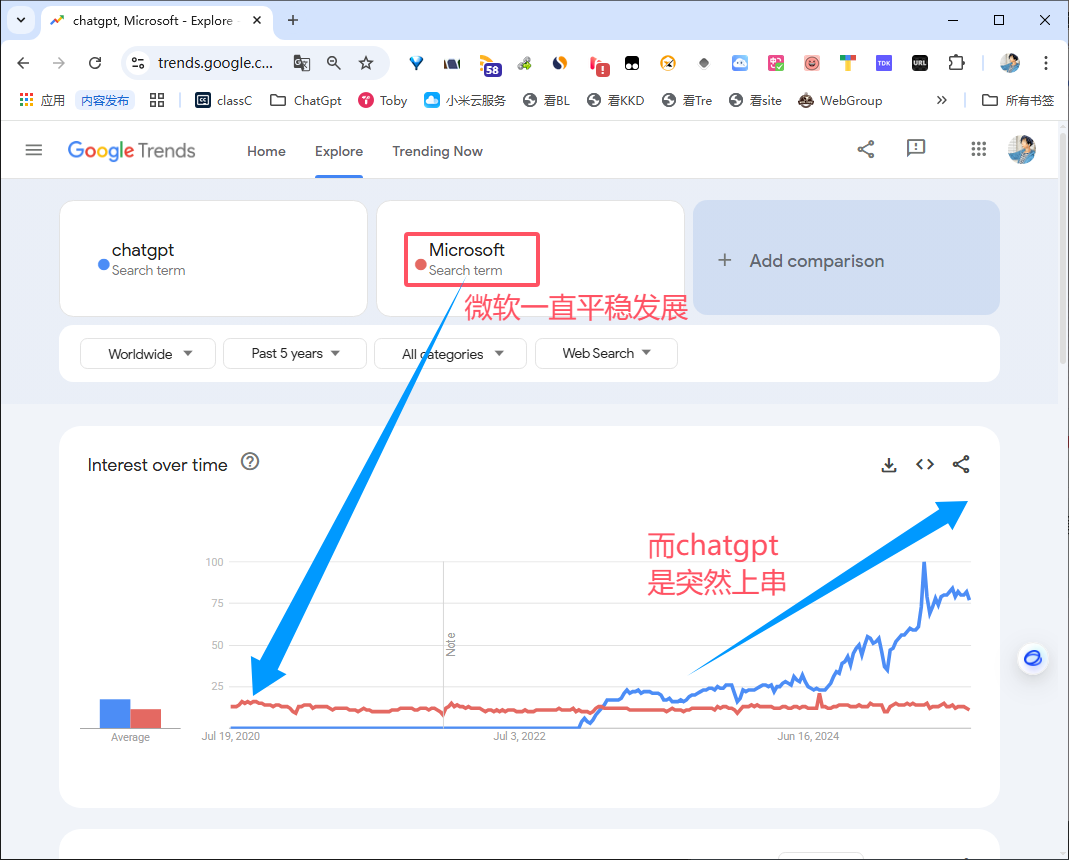 chatgpt, Microsoft - Explore
trends.google.c...
58
TDK
URL
应用
内容发布
classC
ChatGpt
Toby
小米云服务
看BL
看KKD
看Tre
看site
WebGroup
所有书签
Google Trends
Home
Explore
Trending Now
chatgpt
Search term
Microsoft
Search term
+ Add comparison
微软一直平稳发展
Worldwide
Past 5 years
All categories
Web Search
Interest over time
而chatgpt
是突然上串
100
75
50
25
Note
Average
Jul 19, 2020
Jul 3, 2022
Jun 16, 2024